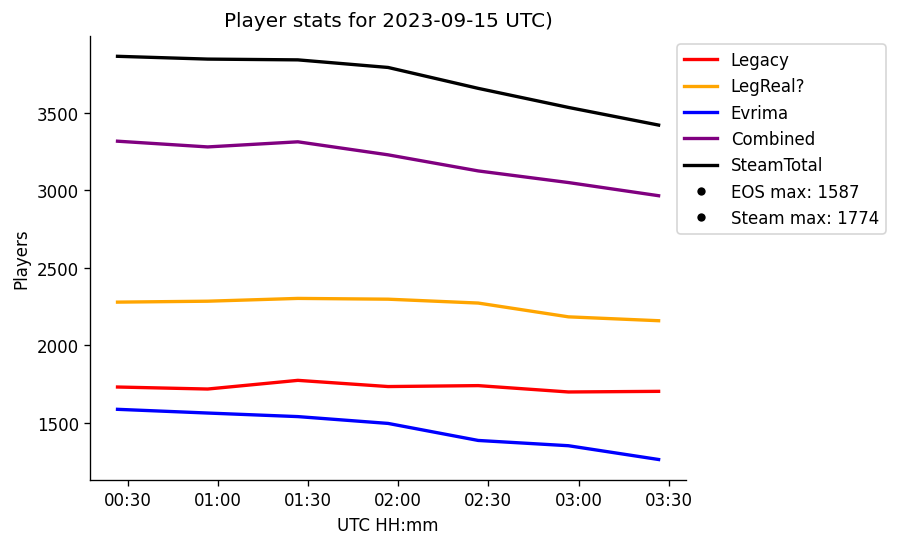 Player stats for 2023-09-15 UTC)
Legacy
LegReal?
Evrima
Combined
SteamTotal
EOS max: 1587
Steam max: 1774
Players
3500
3000
2500
2000
1500
00:30 01:00 01:30 02:00 02:30 03:00 03:30
UTC HH:mm